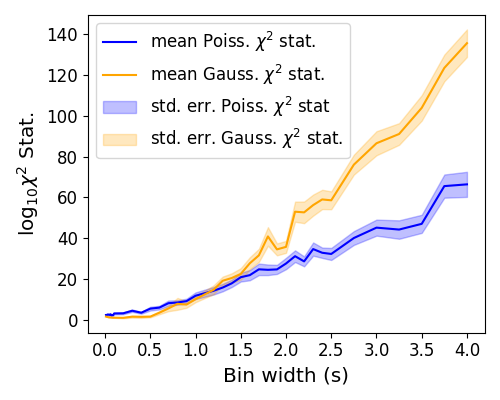 mean Poiss. χ² stat.
mean Gauss. χ² stat.
std. err. Poiss. χ² stat
std. err. Gauss. χ² stat.
log₁₀χ² Stat.
140
120
100
80
60
40
20
0
0.0 0.5 1.0 1.5 2.0 2.5 3.0 3.5 4.0
Bin width (s)